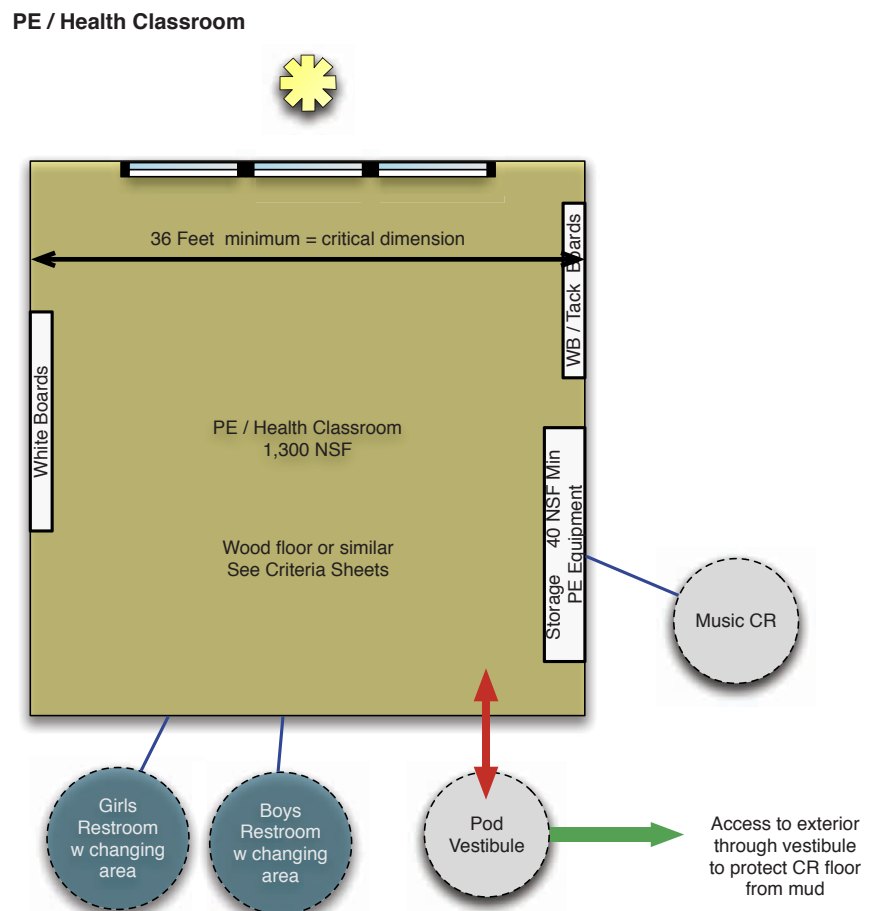 PE / Health Classroom
36 Feet minimum = critical dimension
WB / Tack Boards
White Boards
PE / Health Classroom
1,300 NSF
Storage 40 NSF Min
PE Equipment
Wood floor or similar
See Criteria Sheets
Music CR
Girls
Restroom
w changing
area
Boys
Restroom
w changing
area
Pod
Vestibule
Access to exterior
through vestibule
to protect CR floor
from mud